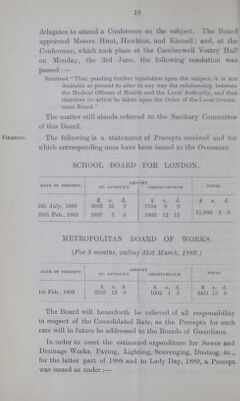 18
delegates to attend a Conference on the subject. The Board
appointed Messrs. Hunt, Hawkins, and Kinsell; and, at the
Conference, which took place at the Camberwell Vestry Hall
on Monday, the 3rd June, the following resolution was
passed :—
Resolved "That, pending further legislation upon the subject, it is not
desirable at present to alter in any way the relationship between
the Medical Officers of Health and the Local Authority, and that
therefore no action be taken upon the Order of the Local Govern-
ment Board."
The matter still stands referred to the Sanitary Committee
of this Board.
Finances.
The following is a statement of Precepts received and for
which corresponding ones have been issued to the Overseers.
SCHOOL BOARD FOR LONDON.
DATE OF PRECEPT. AMOUNT. TOTAL.
ST. SAVIOUR'S CHRISTCHURCH
£ s. d. £ s. d. £ s. d.
5th July, 1888
28th Feb., 1889
METROPOLITAN BOARD OF WORKS.
(For 3 months, ending 31st March, 1889.)
DATE OF PRECEPT. AMOUNT TOTAL
ST. SAVIOUR'S CHRISTCHURCH
£ s. d. £ s. d. £ s. d.
1st Feb., 1889
The Board will henceforth be relieved of all responsibility
in respect of the Consolidated Rate, as the Precepts for such
rate will in future be addressed to the Boards of Guardians.
In order to meet the estimated expenditure for Sewer and
Drainage Works, Paving, Lighting, Scavenging, Dusting, &c.,
for the latter part of 1888 and to Lady Day, 1889, a Precept
was issued as under :—